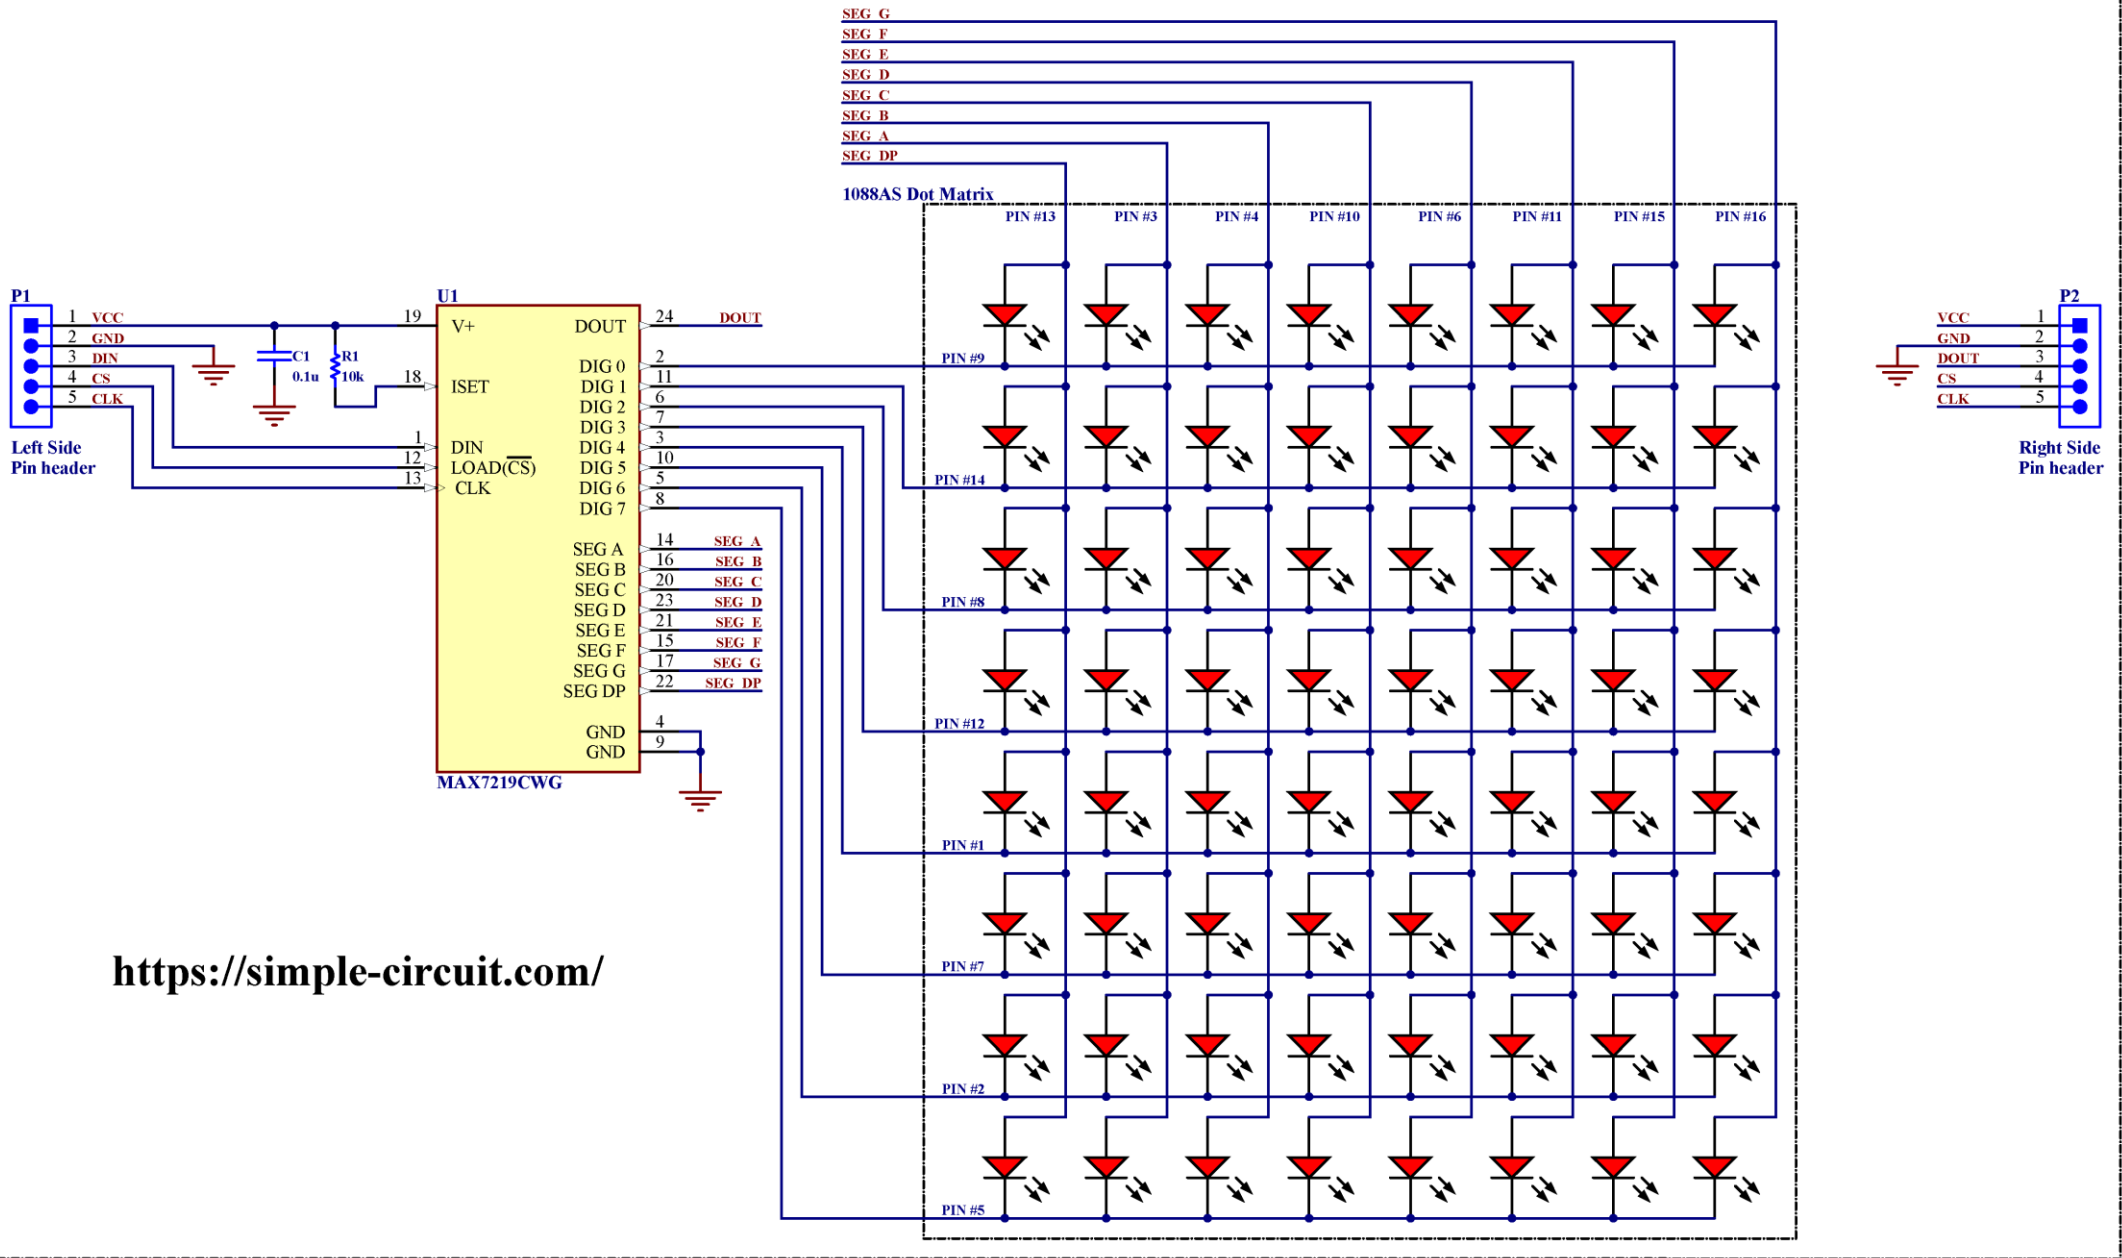 SEG G
SEG F
SEG E
SEG D
SEG C
SEG B
SEG A
SEG DP
1088AS Dot Matrix
PIN #13 PIN #3 PIN #4 PIN #10 PIN #6 PIN #11 PIN #15 PIN #16
P1
1 VCC
2 GND
3 DIN
4 CS
5 CLK
Left Side
Pin header
C1
0.1u
R1
10k
U1
19 V+
18 ISET
1 DIN
12 LOAD(CS)
13 CLK
DOUT 24 DOUT
DIG 0 2
DIG 1 11
DIG 2 6
DIG 3 7
DIG 4 3
DIG 5 10
DIG 6 5
DIG 7 8
SEG A 14 SEG A
SEG B 16 SEG B
SEG C 20 SEG C
SEG D 23 SEG D
SEG E 21 SEG E
SEG F 15 SEG F
SEG G 17 SEG G
SEG DP 22 SEG DP
GND 4
GND 9
MAX7219CWG
PIN #9
PIN #14
PIN #8
PIN #12
PIN #1
PIN #7
PIN #2
PIN #5
P2
VCC 1
GND 2
DOUT 3
CS 4
CLK 5
Right Side
Pin header
https://simple-circuit.com/